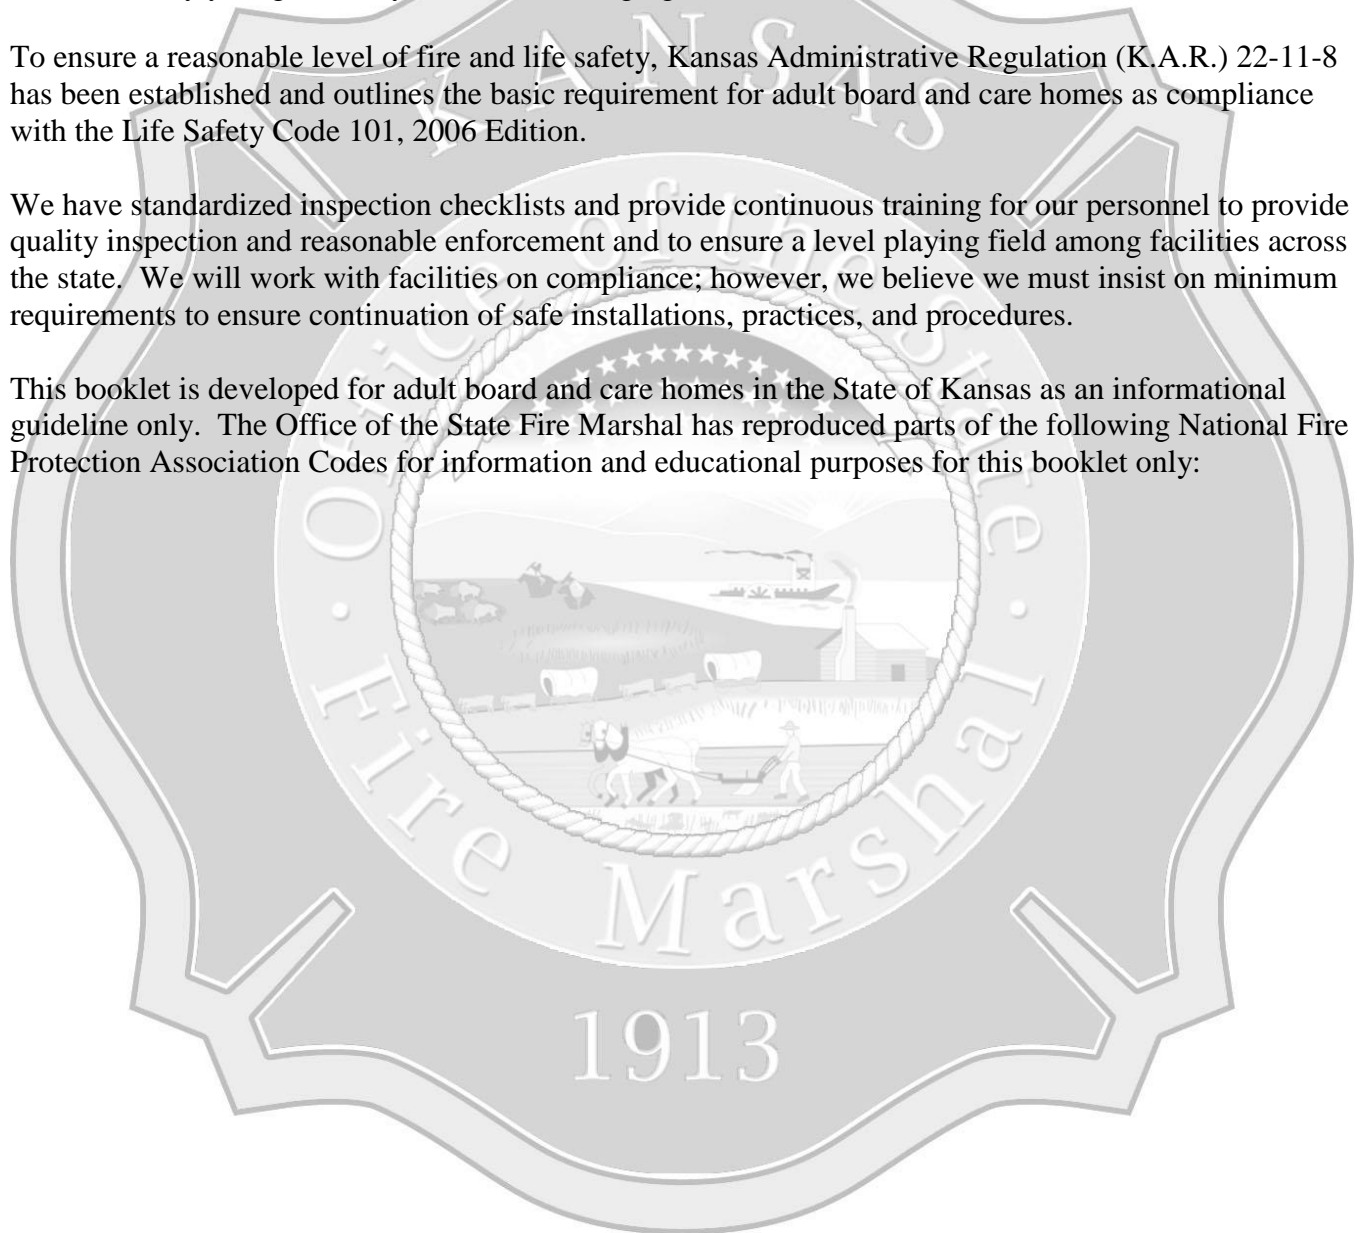 To ensure a reasonable level of fire and life safety, Kansas Administrative Regulation (K.A.R.) 22-11-8
has been established and outlines the basic requirement for adult board and care homes as compliance
with the Life Safety Code 101, 2006 Edition.
We have standardized inspection checklists and provide continuous training for our personnel to provide
quality inspection and reasonable enforcement and to ensure a level playing field among facilities across
the state.  We will work with facilities on compliance; however, we believe we must insist on minimum
requirements to ensure continuation of safe installations, practices, and procedures.
This booklet is developed for adult board and care homes in the State of Kansas as an informational
guideline only.  The Office of the State Fire Marshal has reproduced parts of the following National Fire
Protection Association Codes for information and educational purposes for this booklet only:
KANSAS
Office of the State
Fire Marshal
1913